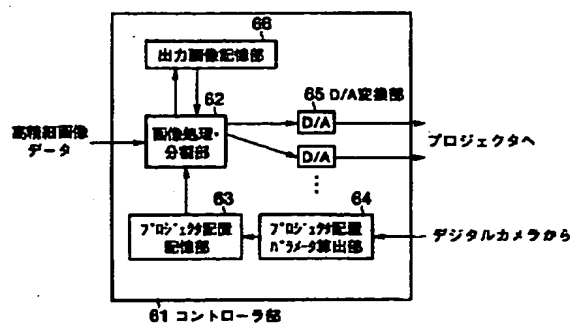 66
出力画像記憶部
62
65 D/A変換部
高精細画像
データ
画像処理・
分割部
D/A
D/A
プロジェクタへ
63
64
プロジェクタ配置
記憶部
プロジェクタ配置
パラメータ算出部
デジタルカメラから
61 コントローラ部